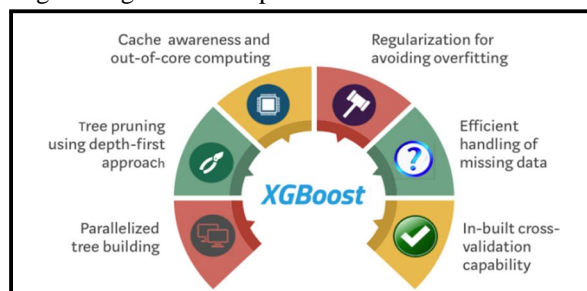 Cache awareness and
out-of-core computing
Regularization for
avoiding overfitting
Tree pruning
using depth-first
approach
Efficient
handling of
missing data
?
XGBoost
Parallelized
tree building
In-built cross-
validation
capability